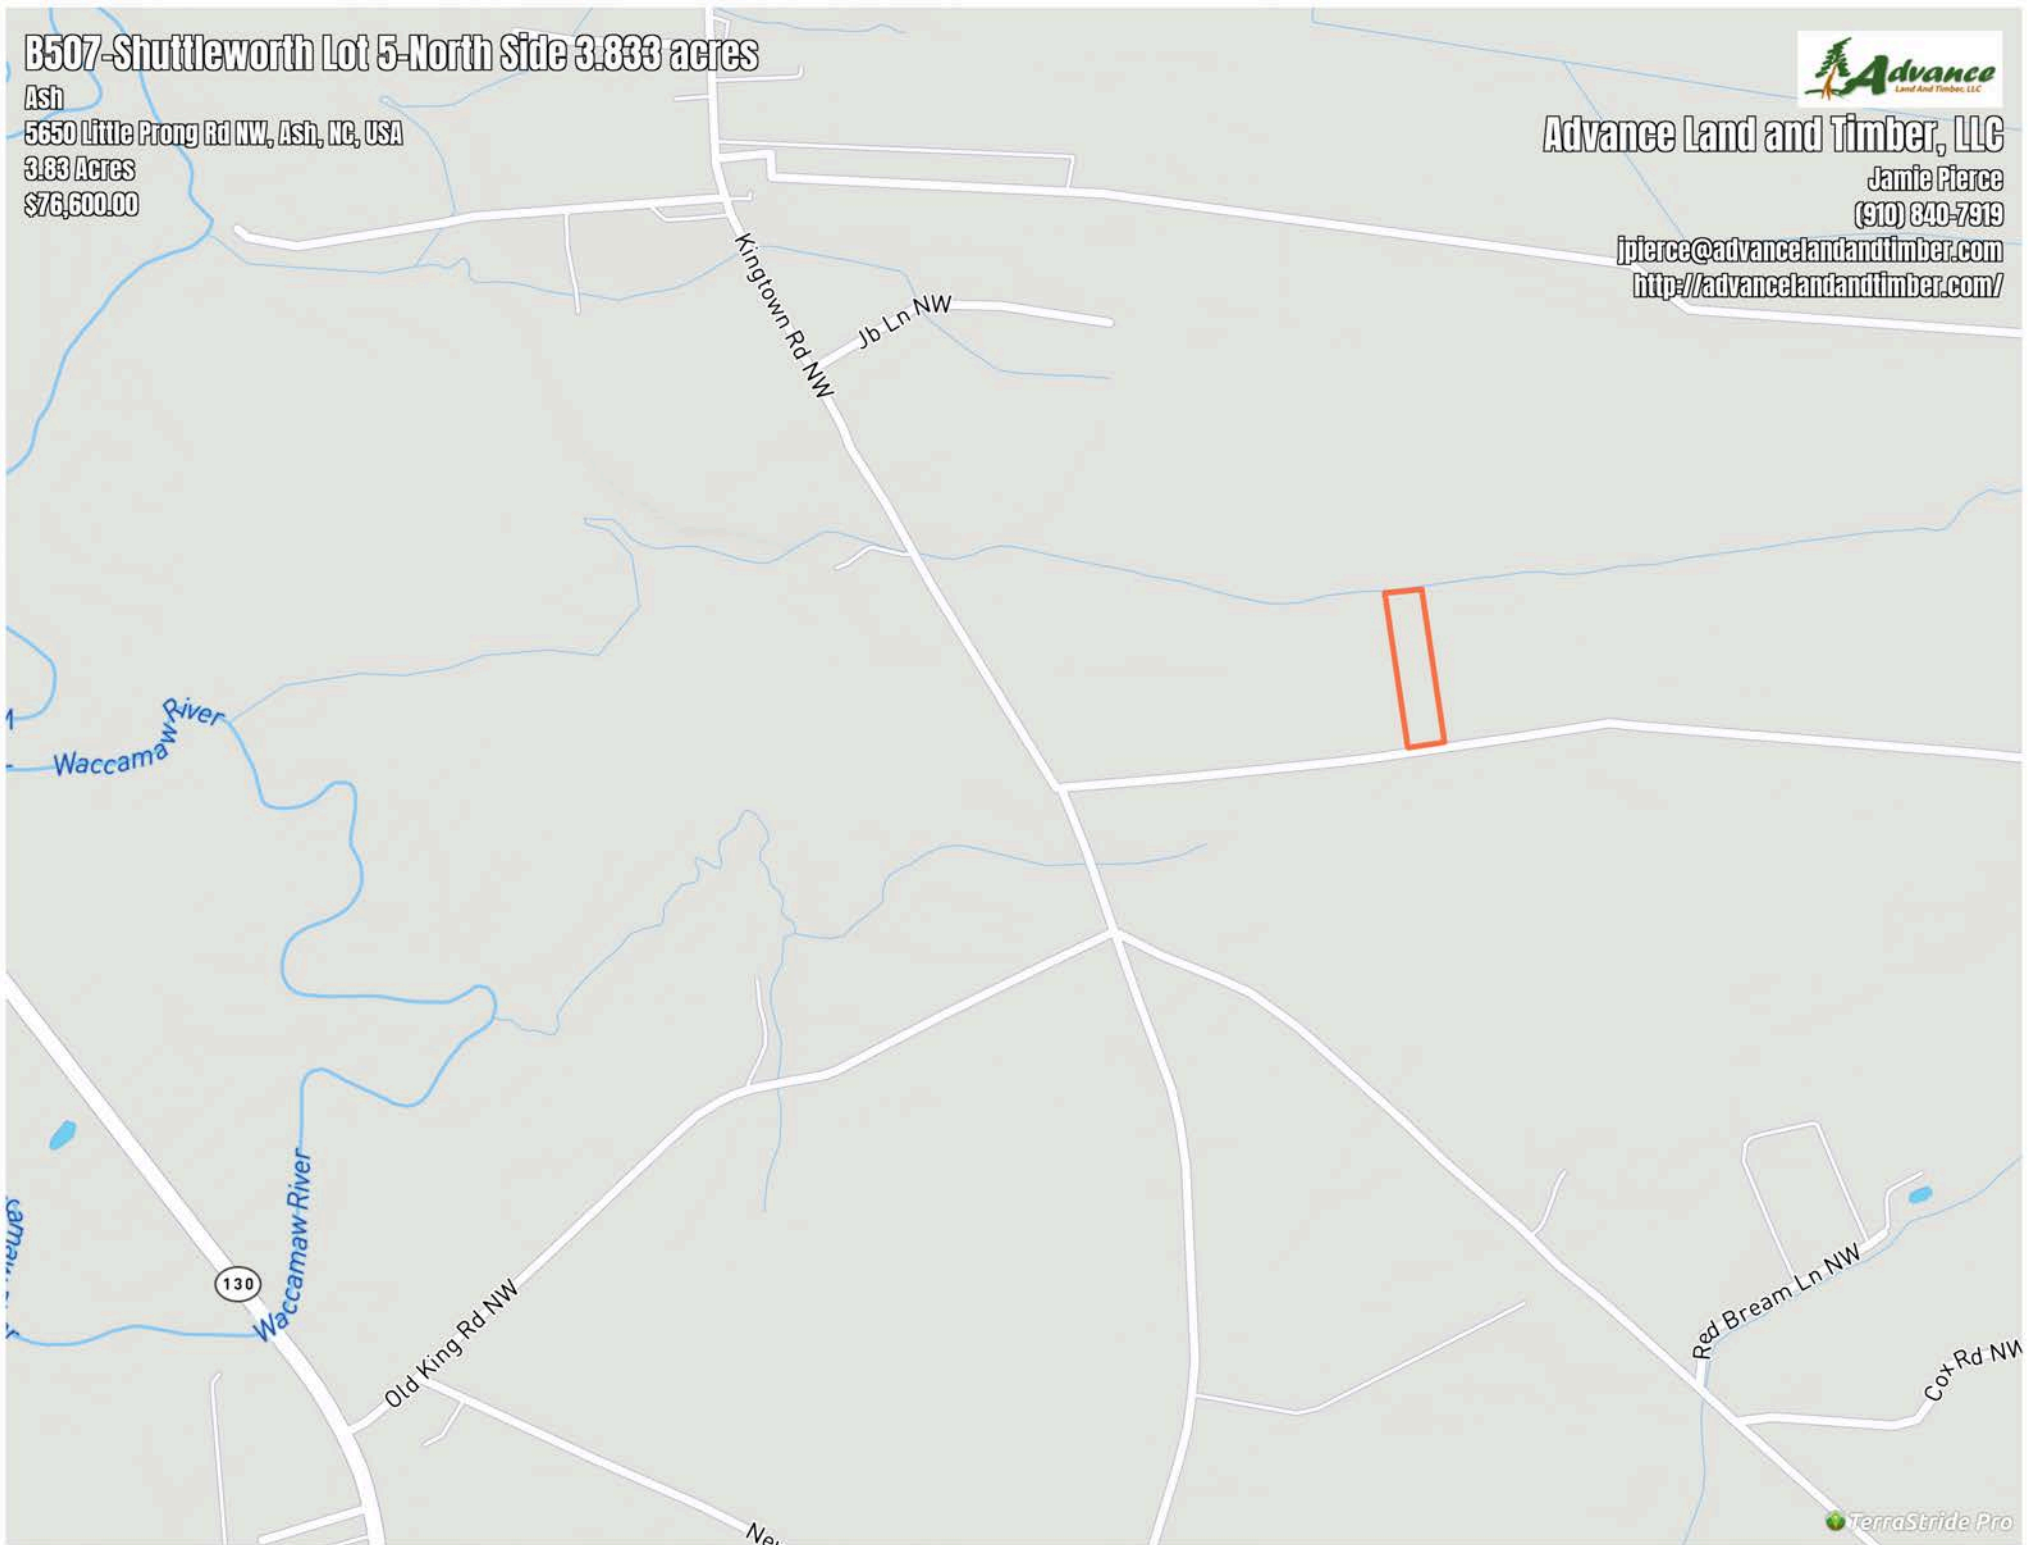 B507-Shuttleworth Lot 5-North Side 3.833 acres
Ash
5650 Little Prong Rd NW, Ash, NC, USA
3.83 Acres
$76,600.00
Advance
Land And Timber, LLC
Advance Land and Timber, LLC
Jamie Pierce
(910) 840-7919
jpierce@advancelandandtimber.com
http://advancelandandtimber.com/
Kingtown Rd NW
Jb Ln NW
Waccamaw River
Waccamaw River
130
Old King Rd NW
Red Bream Ln NW
Cox Rd NW
TerraStride Pro